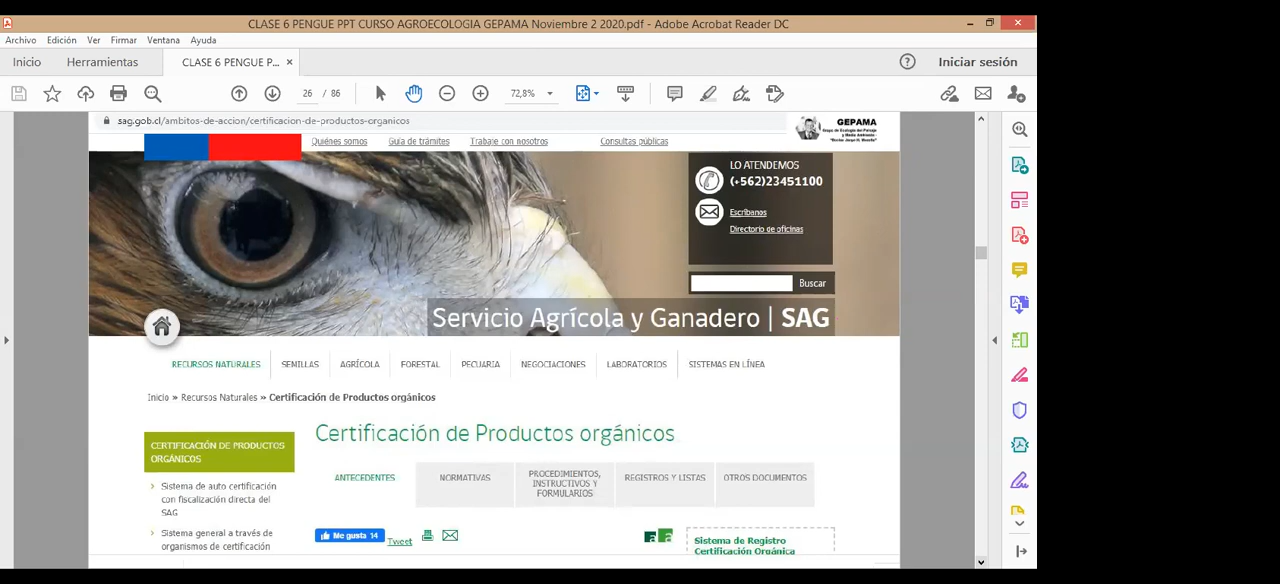 CLASE 6 PENGUE PPT CURSO AGROECOLOGIA GEPAMA Noviembre 2 2020.pdf - Adobe Acrobat Reader DC
Archivo Edición Ver Firmar Ventana Ayuda
Inicio Herramientas CLASE 6 PENGUE P... × Iniciar sesión
26 / 86 72,8%
sag.gob.cl/ambitos-de-accion/certificacion-de-productos-organicos
GEPAMA
Quiénes somos Guía de trámites Trabaje con nosotros Consultas públicas
LO ATENDEMOS
(+562)23451100
Escríbanos
Directorio de oficinas
Buscar
Servicio Agrícola y Ganadero | SAG
RECURSOS NATURALES SEMILLAS AGRÍCOLA FORESTAL PECUARIA NEGOCIACIONES LABORATORIOS SISTEMAS EN LÍNEA
Inicio » Recursos Naturales » Certificación de Productos orgánicos
CERTIFICACIÓN DE PRODUCTOS
ORGÁNICOS
Sistema de auto certificación
con fiscalización directa del
SAG
Sistema general a través de
organismos de certificación
Certificación de Productos orgánicos
ANTECEDENTES NORMATIVAS PROCEDIMIENTOS,
INSTRUCTIVOS Y
FORMULARIOS
REGISTROS Y LISTAS OTROS DOCUMENTOS
Me gusta 14 Tweet a a
Sistema de Registro
Certificación Orgánica